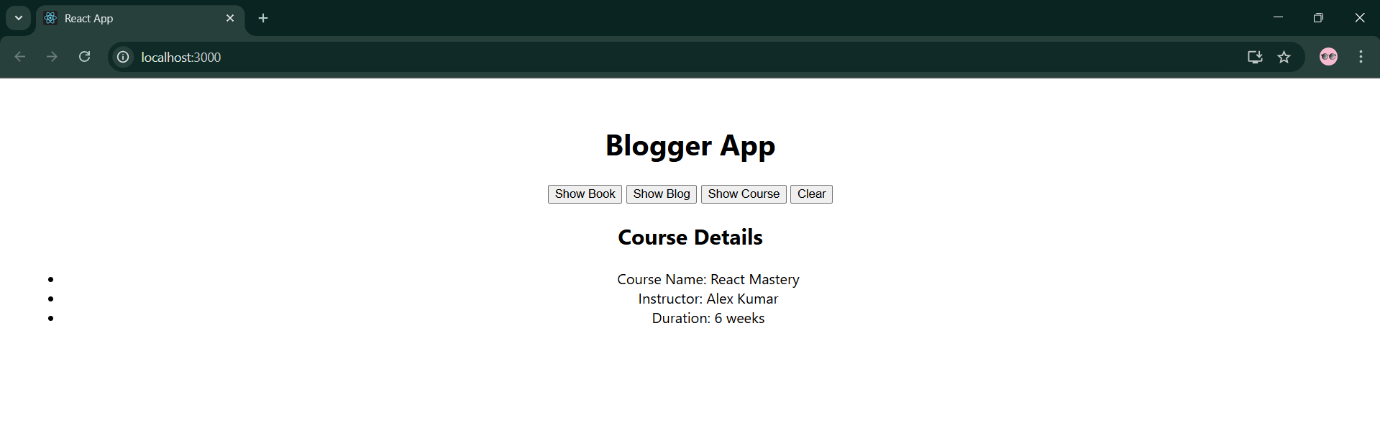 React App
localhost:3000
Blogger App
Show Book Show Blog Show Course Clear
Course Details
Course Name: React Mastery
Instructor: Alex Kumar
Duration: 6 weeks